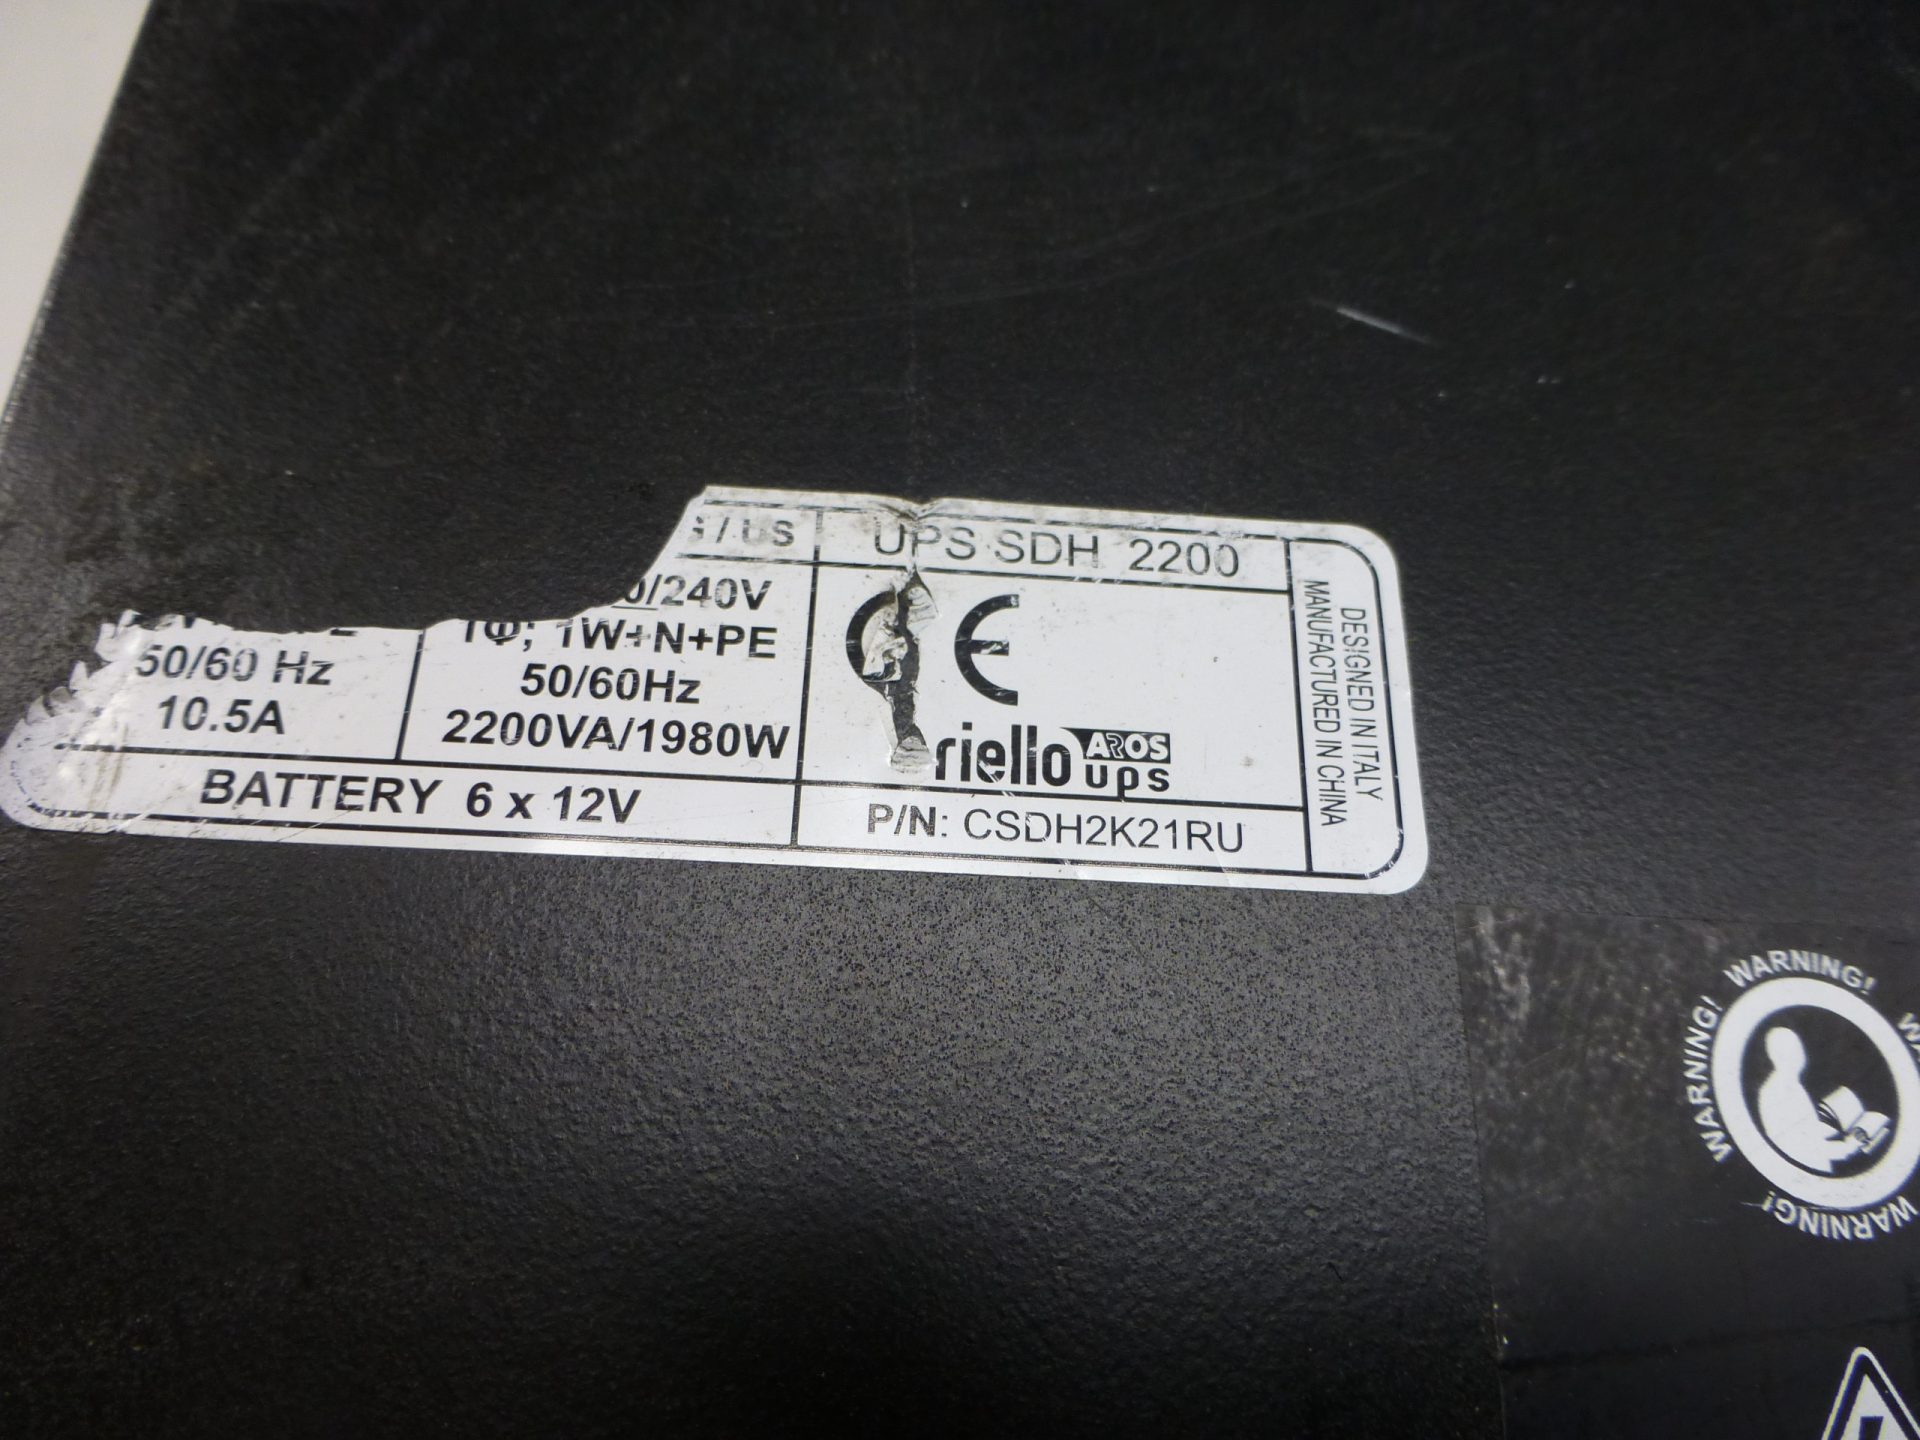 / US
/240V
1Φ; 1W+N+PE
50/60Hz
2200VA/1980W
50/60 Hz
10.5A
BATTERY 6 x 12V
UPS SDH 2200
CE
riello AROS
ups
P/N: CSDH2K21RU
DESIGNED IN ITALY
MANUFACTURED IN CHINA
WARNING!
WARNING!
WARNING!